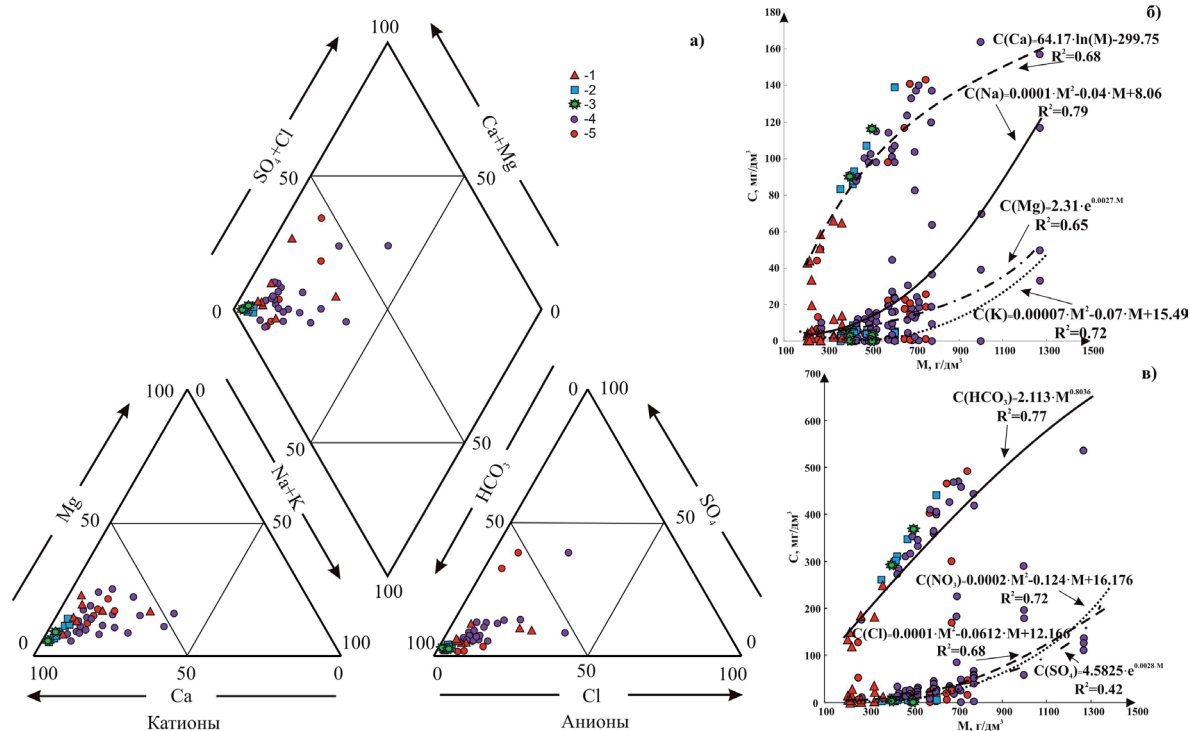 а)
100
SO₄+Cl
Ca+Mg
50
50
0
0
50
50
Na+K
HCO₃
100
-1
-2
-3
-4
-5
100
0
Mg
50
50
0
100
100
50
0
Ca
Катионы
0
100
SO₄
50
50
100
0
0
50
100
Cl
Анионы
б)
C, мг/дм³
180
160
140
120
100
80
60
40
20
0
100
300
500
700
900
1100
1300
1500
M, г/дм³
C(Ca)=64.17·ln(M)-299.75
R²=0.68
C(Na)=0.0001·M²-0.04·M+8.06
R²=0.79
C(Mg)=2.31·e^0.0027·M
R²=0.65
C(K)=0.00007·M²-0.07·M+15.49
R²=0.72
в)
C, мг/дм³
700
600
500
400
300
200
100
0
100
300
500
700
900
1100
1300
1500
M, г/дм³
C(HCO₃)=2.113·M^0.8036
R²=0.77
C(NO₃)=0.0002·M²-0.124·M+16.176
R²=0.72
C(Cl)=0.0001·M²-0.0612·M+12.166
R²=0.68
C(SO₄)=4.5825·e^0.0028·M
R²=0.42